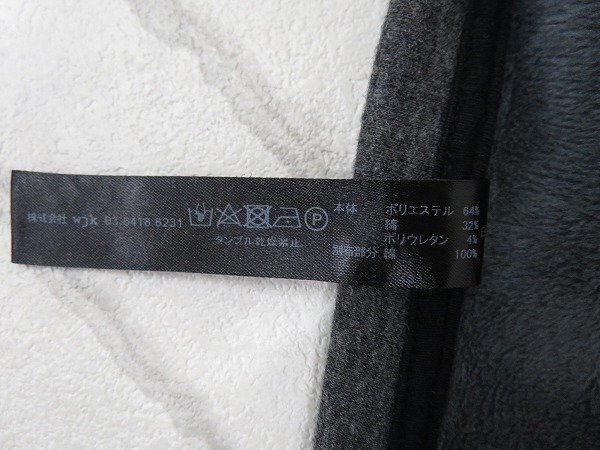 株式会社 wjk 03 6418 6231
タンブル乾燥禁止
本体 ポリエステル 64%
綿 32%
ポリウレタン 4%
別布部分 綿 100%